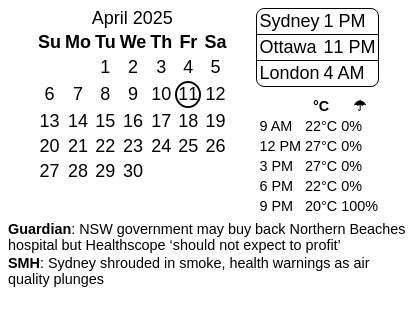 April 2025
Su Mo Tu We Th Fr Sa
1 2 3 4 5
6 7 8 9 10 11 12
13 14 15 16 17 18 19
20 21 22 23 24 25 26
27 28 29 30
Sydney 1 PM
Ottawa 11 PM
London 4 AM
°C ☂
9 AM 22°C 0%
12 PM 27°C 0%
3 PM 27°C 0%
6 PM 22°C 0%
9 PM 20°C 100%
Guardian: NSW government may buy back Northern Beaches
hospital but Healthscope ‘should not expect to profit’
SMH: Sydney shrouded in smoke, health warnings as air
quality plunges